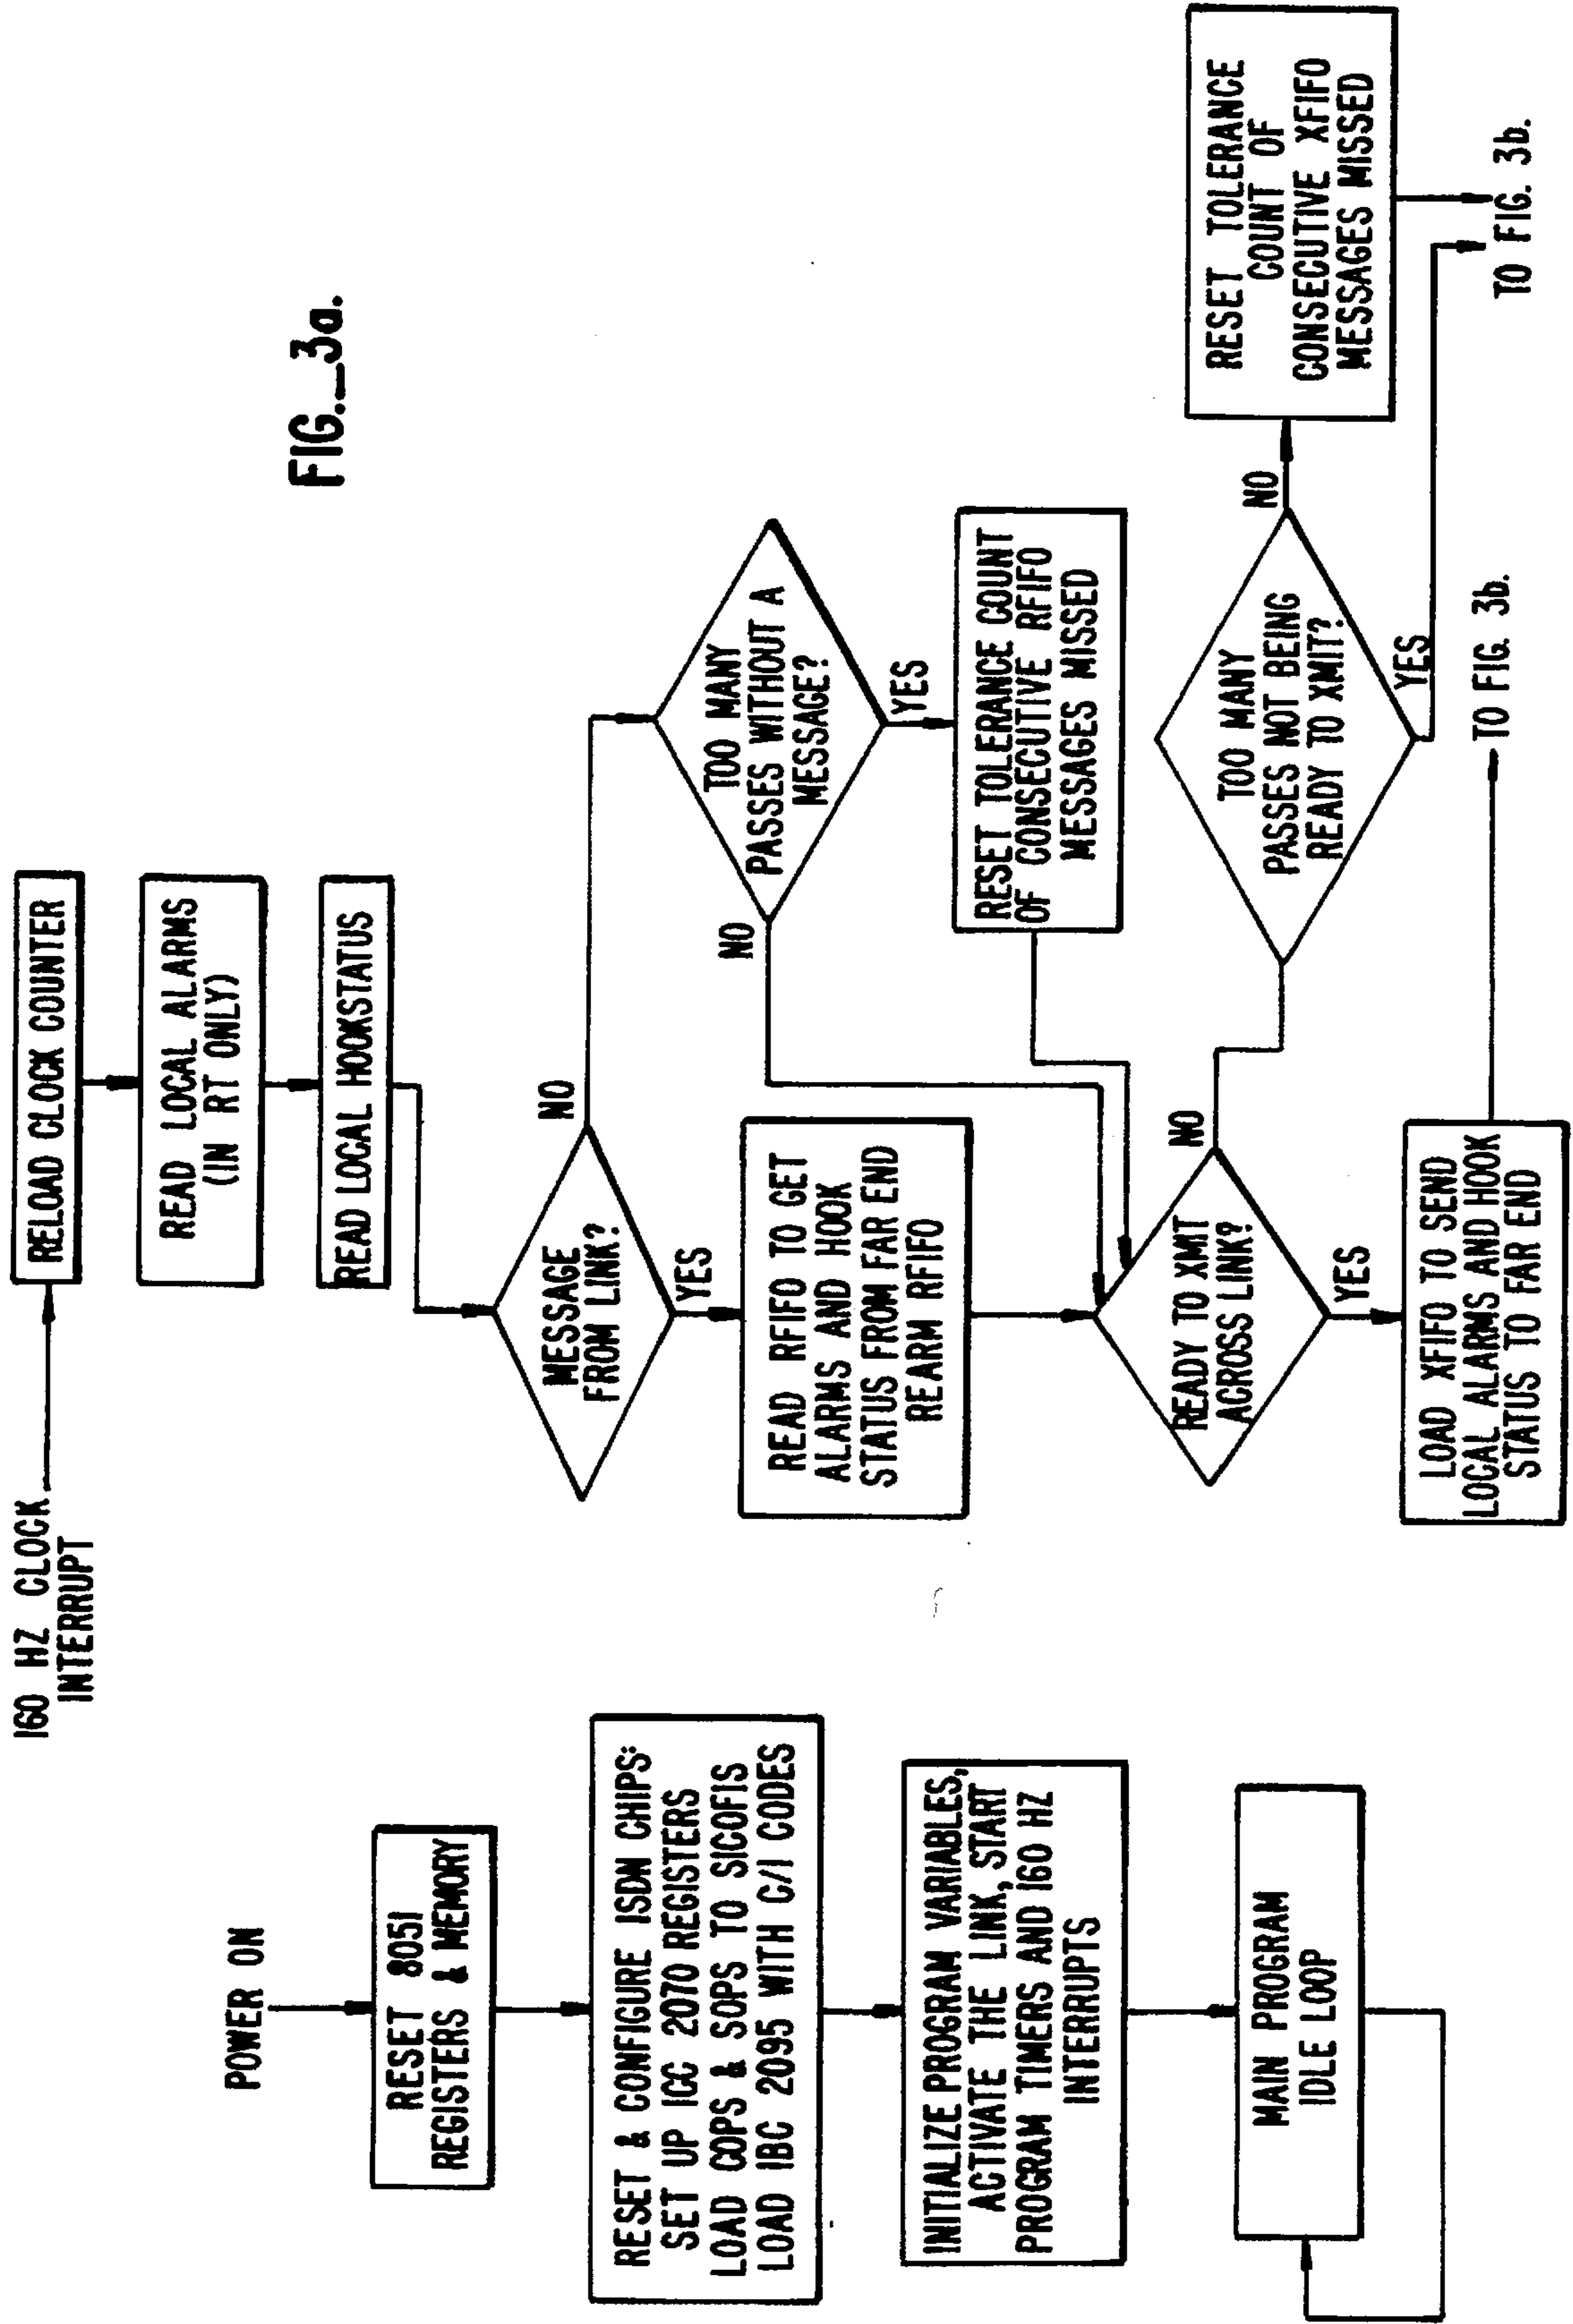 FIG._3a.
POWER ON
RESET 8051
REGISTERS & MEMORY
RESET & CONFIGURE ISDN CHIPS:
SET UP ICC 2070 REGISTERS
LOAD COPS & SOPS TO SICOFIS
LOAD IBC 2095 WITH C/I CODES
INITIALIZE PROGRAM VARIABLES,
ACTIVATE THE LINK, START
PROGRAM TIMERS AND 160 HZ
INTERRUPTS
MAIN PROGRAM
IDLE LOOP
160 HZ CLOCK
INTERRUPT
RELOAD CLOCK COUNTER
READ LOCAL ALARMS
(IN RT ONLY)
READ LOCAL HOOKSTATUS
MESSAGE
FROM LINK?
NO
YES
READ RFIFO TO GET
ALARMS AND HOOK
STATUS FROM FAR END
REARM RFIFO
TOO MANY
PASSES WITHOUT A
MESSAGE?
NO
YES
RESET TOLERANCE COUNT
OF CONSECUTIVE RFIFO
MESSAGES MISSED
READY TO XMIT
ACROSS LINK?
NO
YES
LOAD XFIFO TO SEND
LOCAL ALARMS AND HOOK
STATUS TO FAR END
TO FIG. 3b.
TOO MANY
PASSES NOT BEING
READY TO XMIT?
NO
YES
RESET TOLERANCE
COUNT OF
CONSECUTIVE XFIFO
MESSAGES MISSED
TO FIG. 3b.